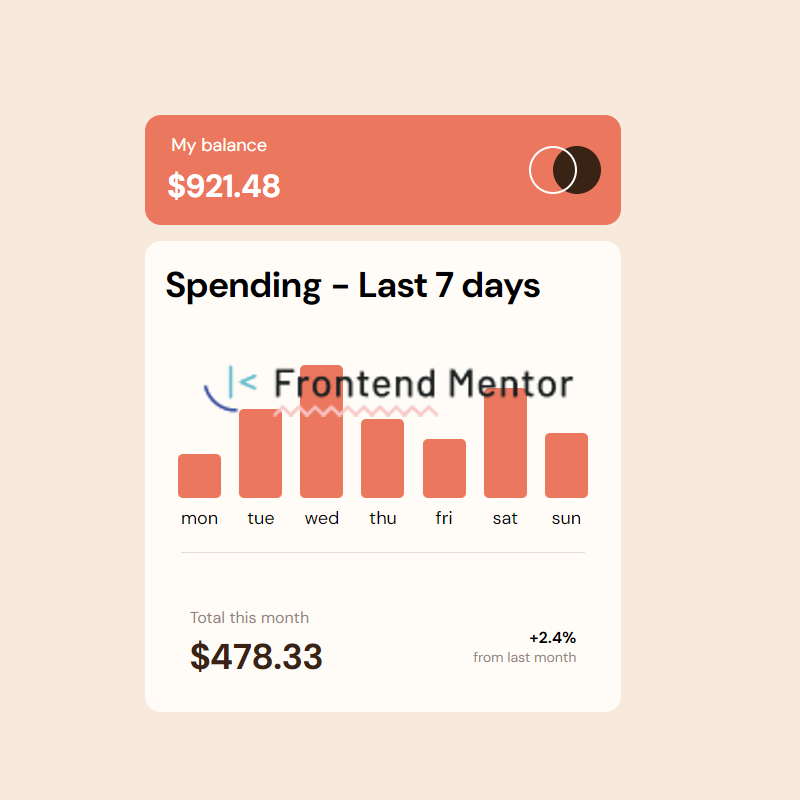 My balance
$921.48
Spending - Last 7 days
Frontend Mentor
mon tue wed thu fri sat sun
Total this month
$478.33
+2.4%
from last month